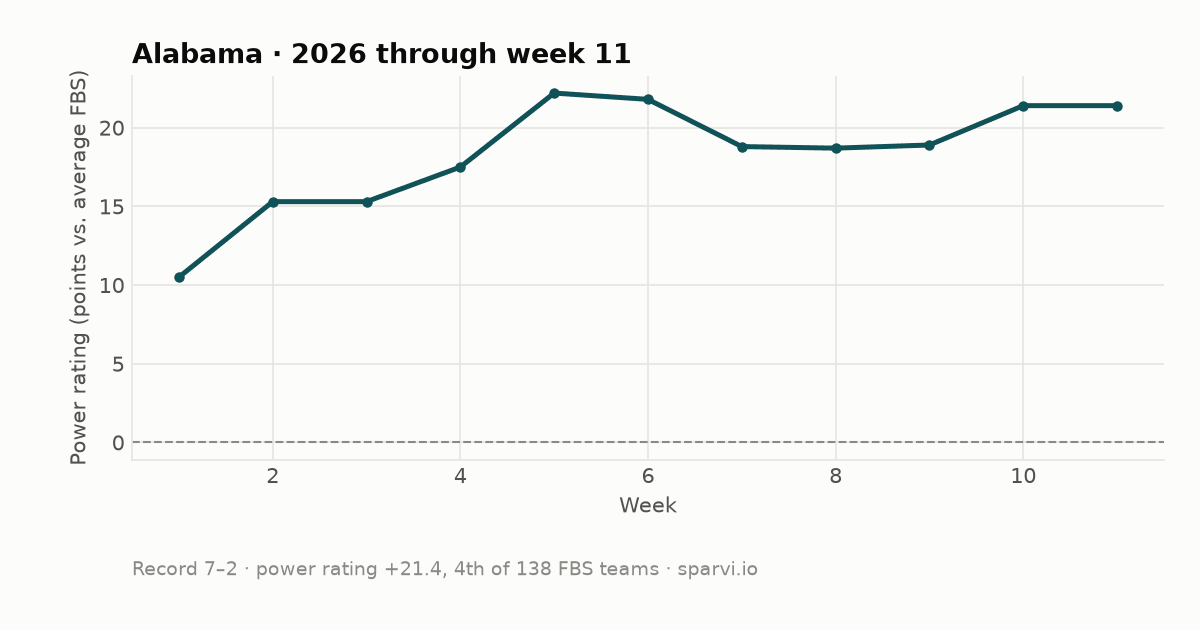 Alabama · 2026 through week 11
Power rating (points vs. average FBS)
20
15
10
5
0
2 4 6 8 10
Week
Record 7–2 · power rating +21.4, 4th of 138 FBS teams · sparvi.io